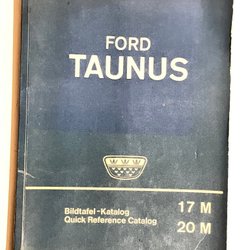 FORD
TAUNUS
Bildtafel-Katalog
Quick Reference Catalog
17 M
20 M